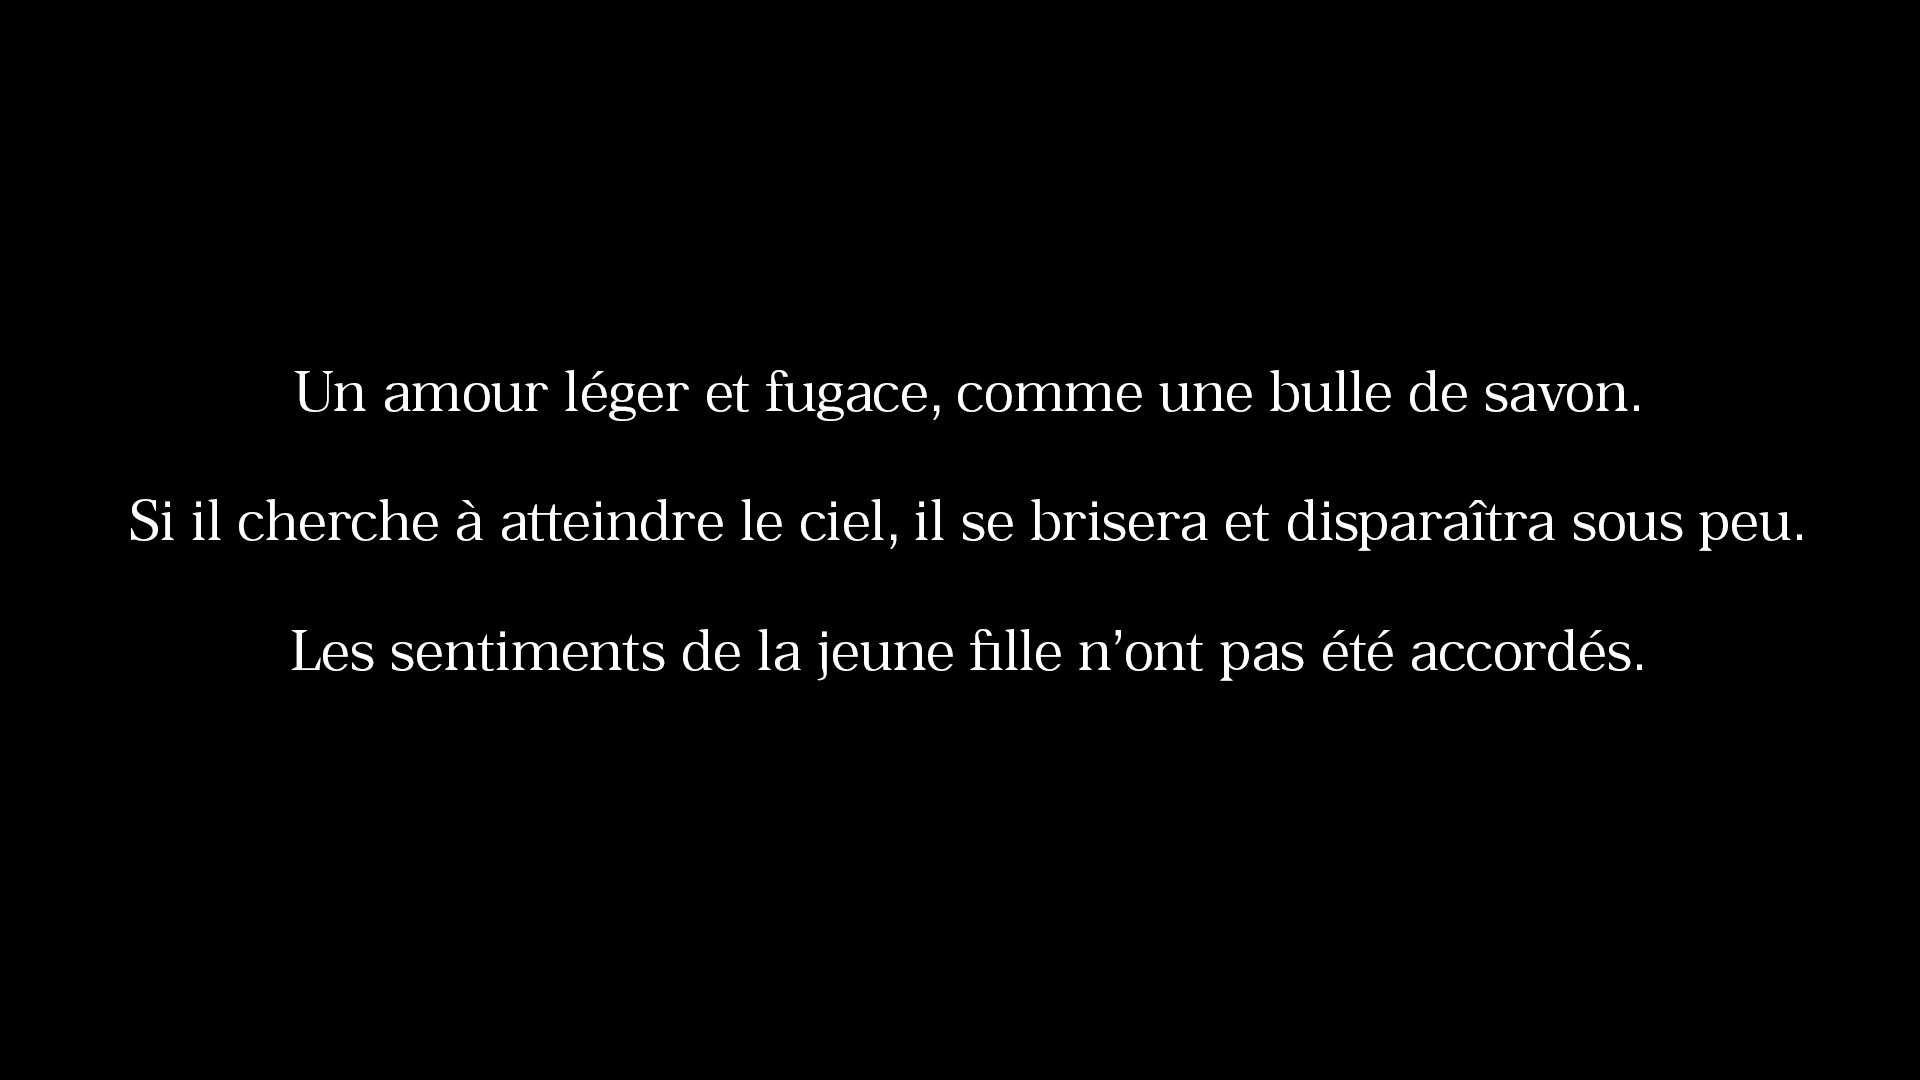 Un amour léger et fugace, comme une bulle de savon.
Si il cherche à atteindre le ciel, il se brisera et disparaîtra sous peu.
Les sentiments de la jeune fille n’ont pas été accordés.